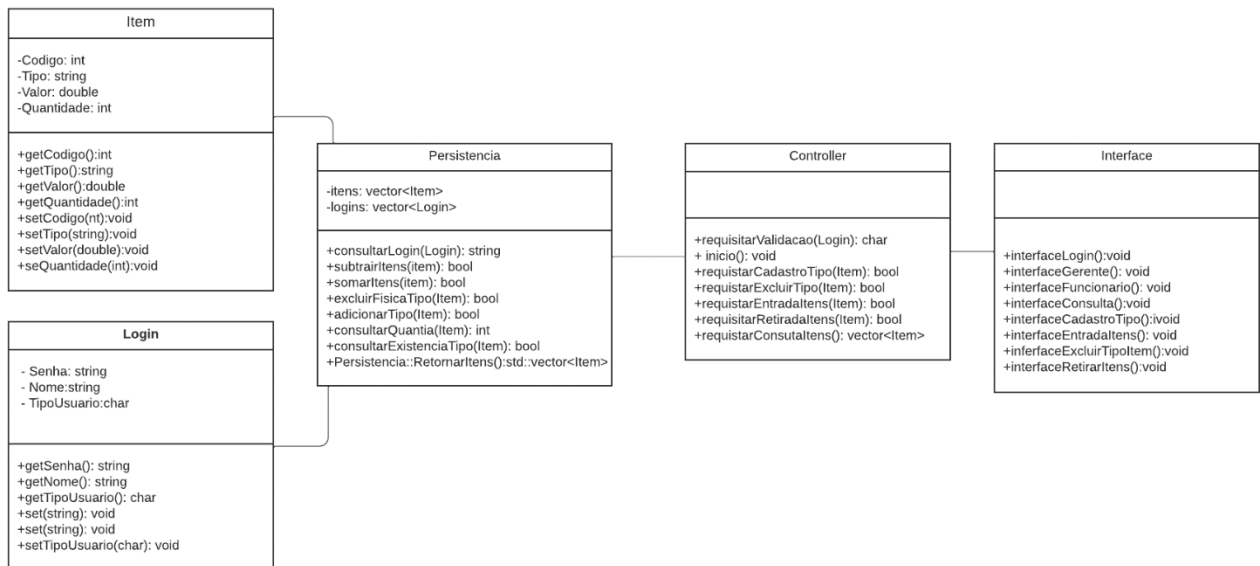 Item
-Codigo: int
-Tipo: string
-Valor: double
-Quantidade: int
+getCodigo():int
+getTipo():string
+getValor():double
+getQuantidade():int
+setCodigo(nt):void
+setTipo(string):void
+setValor(double):void
+seQuantidade(int):void
Login
- Senha: string
- Nome:string
- TipoUsuario:char
+getSenha(): string
+getNome(): string
+getTipoUsuario(): char
+set(string): void
+set(string): void
+setTipoUsuario(char): void
Persistencia
-itens: vector<Item>
-logins: vector<Login>
+consultarLogin(Login): string
+subtrairItens(item): bool
+somarItens(item): bool
+excluirFisicaTipo(Item): bool
+adicionarTipo(Item): bool
+consultarQuantia(Item): int
+consultarExistenciaTipo(Item): bool
+Persistencia::RetornarItens():std::vector<Item>
Controller
+requisitarValidacao(Login): char
+ inicio(): void
+requistarCadastroTipo(Item): bool
+requistarExcluirTipo(Item): bool
+requistarEntradaItens(Item): bool
+requisitarRetiradaItens(Item): bool
+requistarConsutaItens(): vector<Item>
Interface
+interfaceLogin():void
+interfaceGerente(): void
+interfaceFuncionario(): void
+interfaceConsulta():void
+interfaceCadastroTipo():ivoid
+interfaceEntradaItens(): void
+inferfaceExcluirTipoItem():void
+interfaceRetirarItens():void